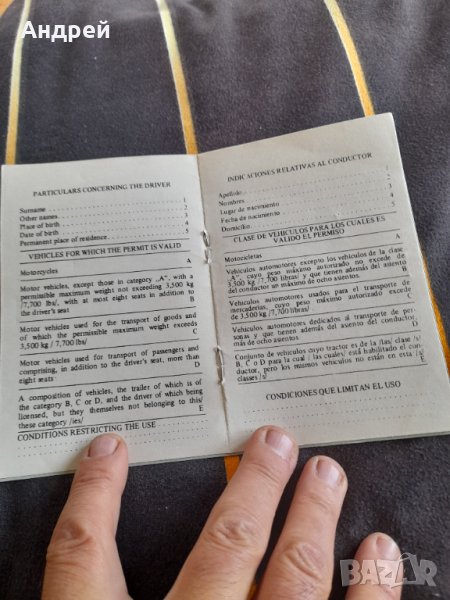 Андрей
PARTICULARS CONCERNING THE DRIVER
Surname 1
Other names 2
Place of birth 3
Date of birth 4
Permanent place of residence 5
VEHICLES FOR WHICH THE PERMIT IS VALID
Motorcycles A
Motor vehicles, except those in category „A", with a
permissible maximum weight not exceeding 3,500 kg
/7,700 lbs/, with at most eight seats in addition to
the driver's seat B
Motor vehicles used for the transport of goods and
of which the permissible maximum weight exceeds
3,500 kg /7,700 lbs/ C
Motor vehicles used for transport of passengers and
comprising, in addition to the driver's seat, more than
eight seats D
A composition of vehicles, the trailer of which is of
the category B, C or D, and the driver of which being
licensed, but they themselves not belonging to this/
these category /ies/ E
CONDITIONS RESTRICTING THE USE
INDICACIONES RELATIVAS AL CONDUCTOR
Apellido 1
Nombres 2
Lugar de nacimiento 3
Fecha de nacimiento 4
Domicilio 5
CLASE DE VEHICULOS PARA LOS CUALES ES
VALIDO EL PERMISO
Motocicletas A
Vehiculos automotores excepto los vehiculos de la clase
„A", cuyo peso máximo autorizado no excede de
3,500 kg /7,700 libras/ y que tienen además del asiento
del conductor un máximo de ocho asientos. B
Vehiculos automotores usados para el transporte de
mercaderias, cuyo peso máximo autorizado excede
de 3,500 kg /7,700 libras/ C
Vehiculos automotores dedicados al transporte de per-
sonas y que tienen además del asiento del conductor,
más de ocho asientos. D
Conjunto de vehiculos cuyo tractor es de la /las/ clase /s/
B, C o D para la cual / las cuales/ está habilitado el con-
ductor, pero los mismos vehiculos no están en esta /s/
classes /s/ E
CONDICIONES QUE LIMITAN EL USO
BAZAR